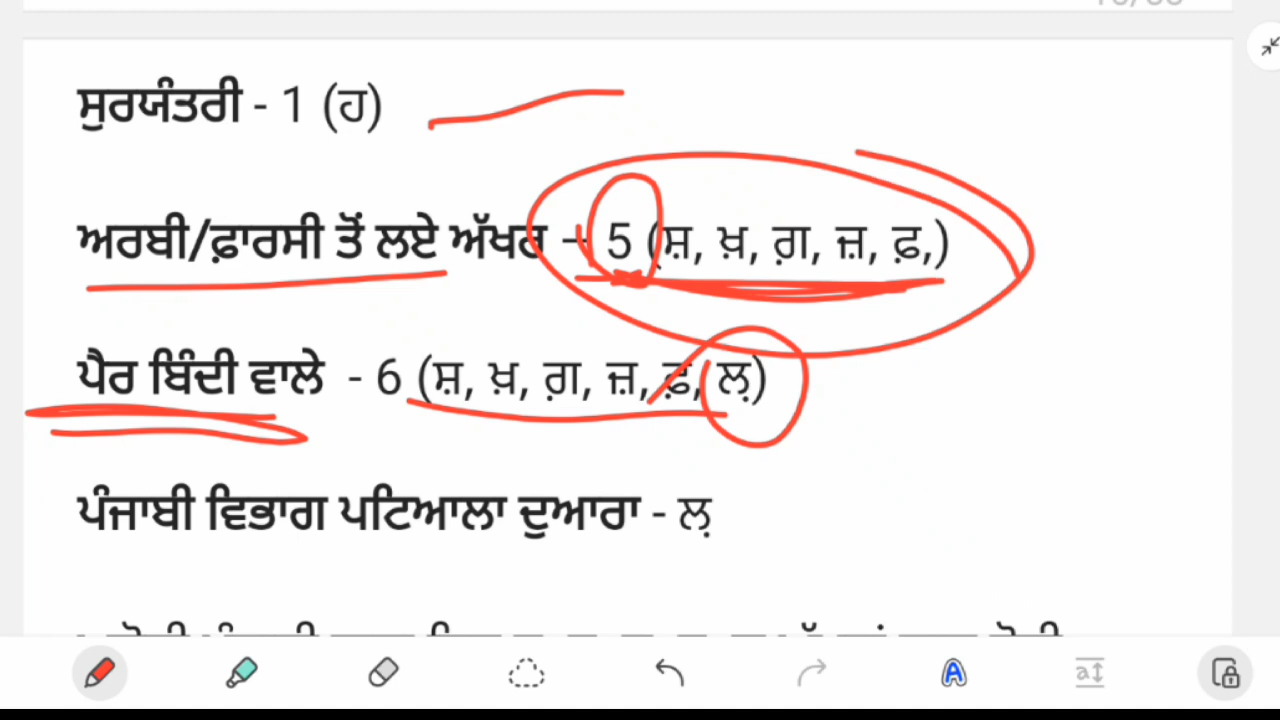 ਸੁਰਯੰਤਰੀ - 1 (ਹ)
ਅਰਬੀ/ਫ਼ਾਰਸੀ ਤੋਂ ਲਏ ਅੱਖਰ - 5 (ਸ਼, ਖ਼, ਗ਼, ਜ਼, ਫ਼,)
ਪੈਰ ਬਿੰਦੀ ਵਾਲੇ - 6 (ਸ਼, ਖ਼, ਗ਼, ਜ਼, ਫ਼, ਲ਼)
ਪੰਜਾਬੀ ਵਿਭਾਗ ਪਟਿਆਲਾ ਦੁਆਰਾ - ਲ਼